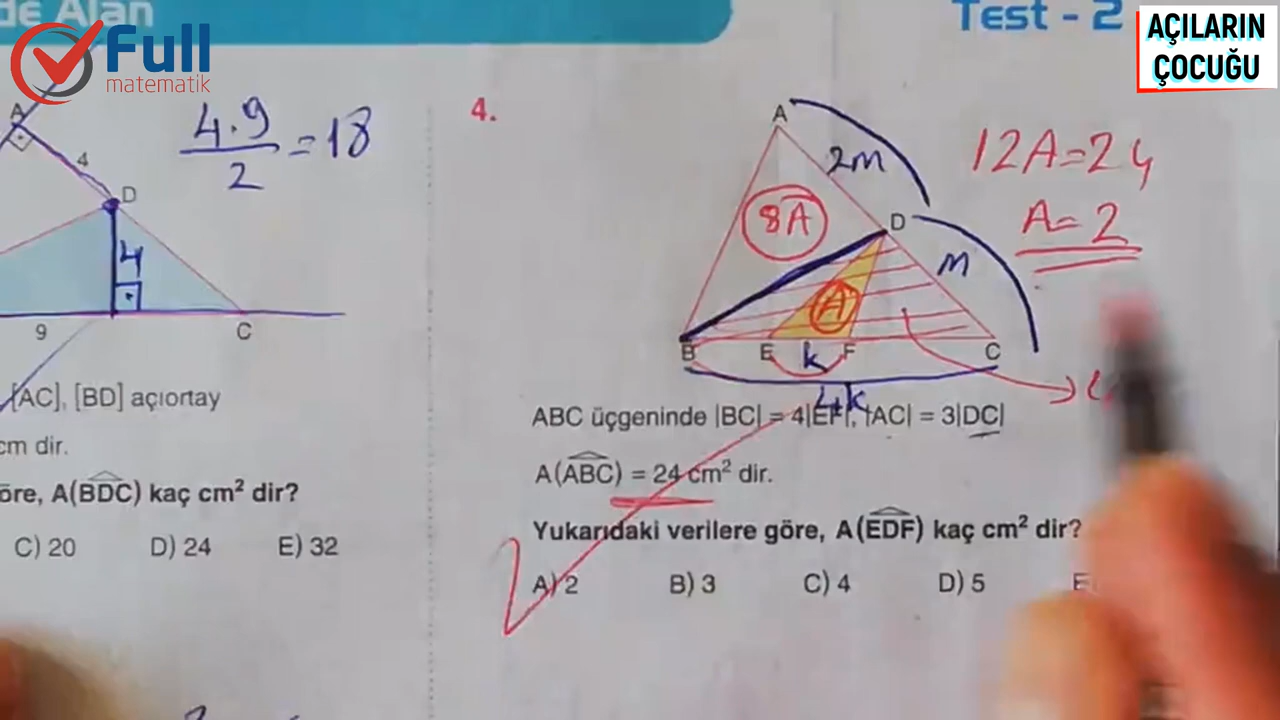 de Alan
Test - 2
Full
matematik
AÇILARIN
ÇOCUĞU
A
4
D
4
9
C
4.9/2 = 18
[AC], [BD] açıortay
cm dir.
öre, A(BDC) kaç cm² dir?
C) 20 D) 24 E) 32
4.
A
2m
8A
D
m
A
B E k F C
4k
12A=24
A=2
ABC üçgeninde |BC| = 4|EF|, |AC| = 3|DC|
A(ABC) = 24 cm² dir.
Yukarıdaki verilere göre, A(EDF) kaç cm² dir?
A) 2 B) 3 C) 4 D) 5 E